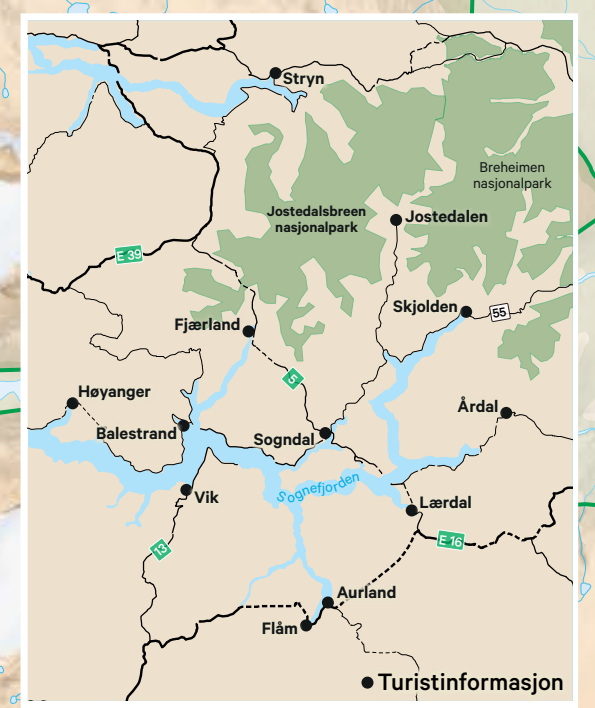 Stryn
Breheimen
nasjonalpark
Jostedalsbreen
nasjonalpark
Jostedalen
E 39
Skjolden
55
Fjærland
5
Høyanger
Årdal
Balestrand
Sogndal
Sognefjorden
Vik
Lærdal
13
E 16
Aurland
Flåm
Turistinformasjon